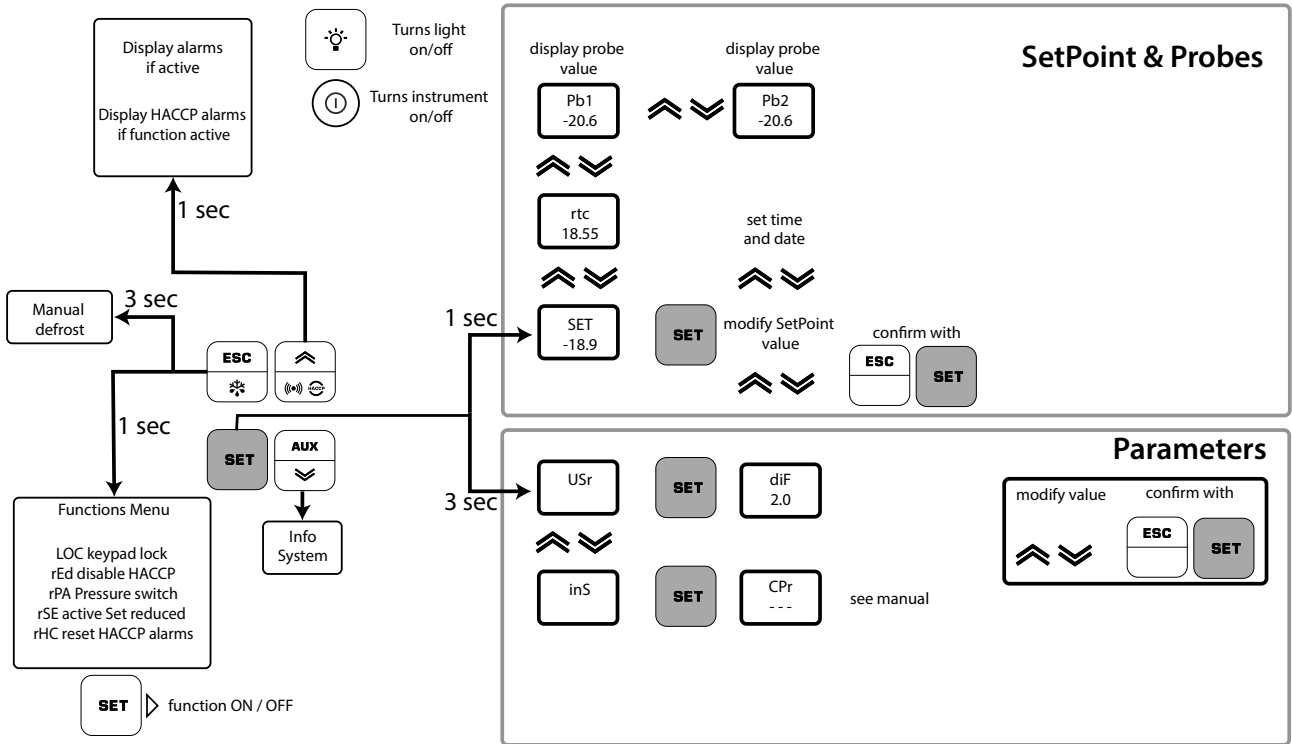 Display alarms
if active
Display HACCP alarms
if function active
Turns light
on/off
Turns instrument
on/off
1 sec
Manual
defrost
3 sec
ESC
HACCP
1 sec
SET
AUX
Info
System
Functions Menu
LOC keypad lock
rEd disable HACCP
rPA Pressure switch
rSE active Set reduced
rHC reset HACCP alarms
SET
function ON / OFF
1 sec
3 sec
SetPoint & Probes
display probe
value
Pb1
-20.6
display probe
value
Pb2
-20.6
rtc
18.55
set time
and date
SET
-18.9
SET
modify SetPoint
value
confirm with
ESC
SET
Parameters
USr
SET
diF
2.0
inS
SET
CPr
- - -
see manual
modify value
confirm with
ESC
SET